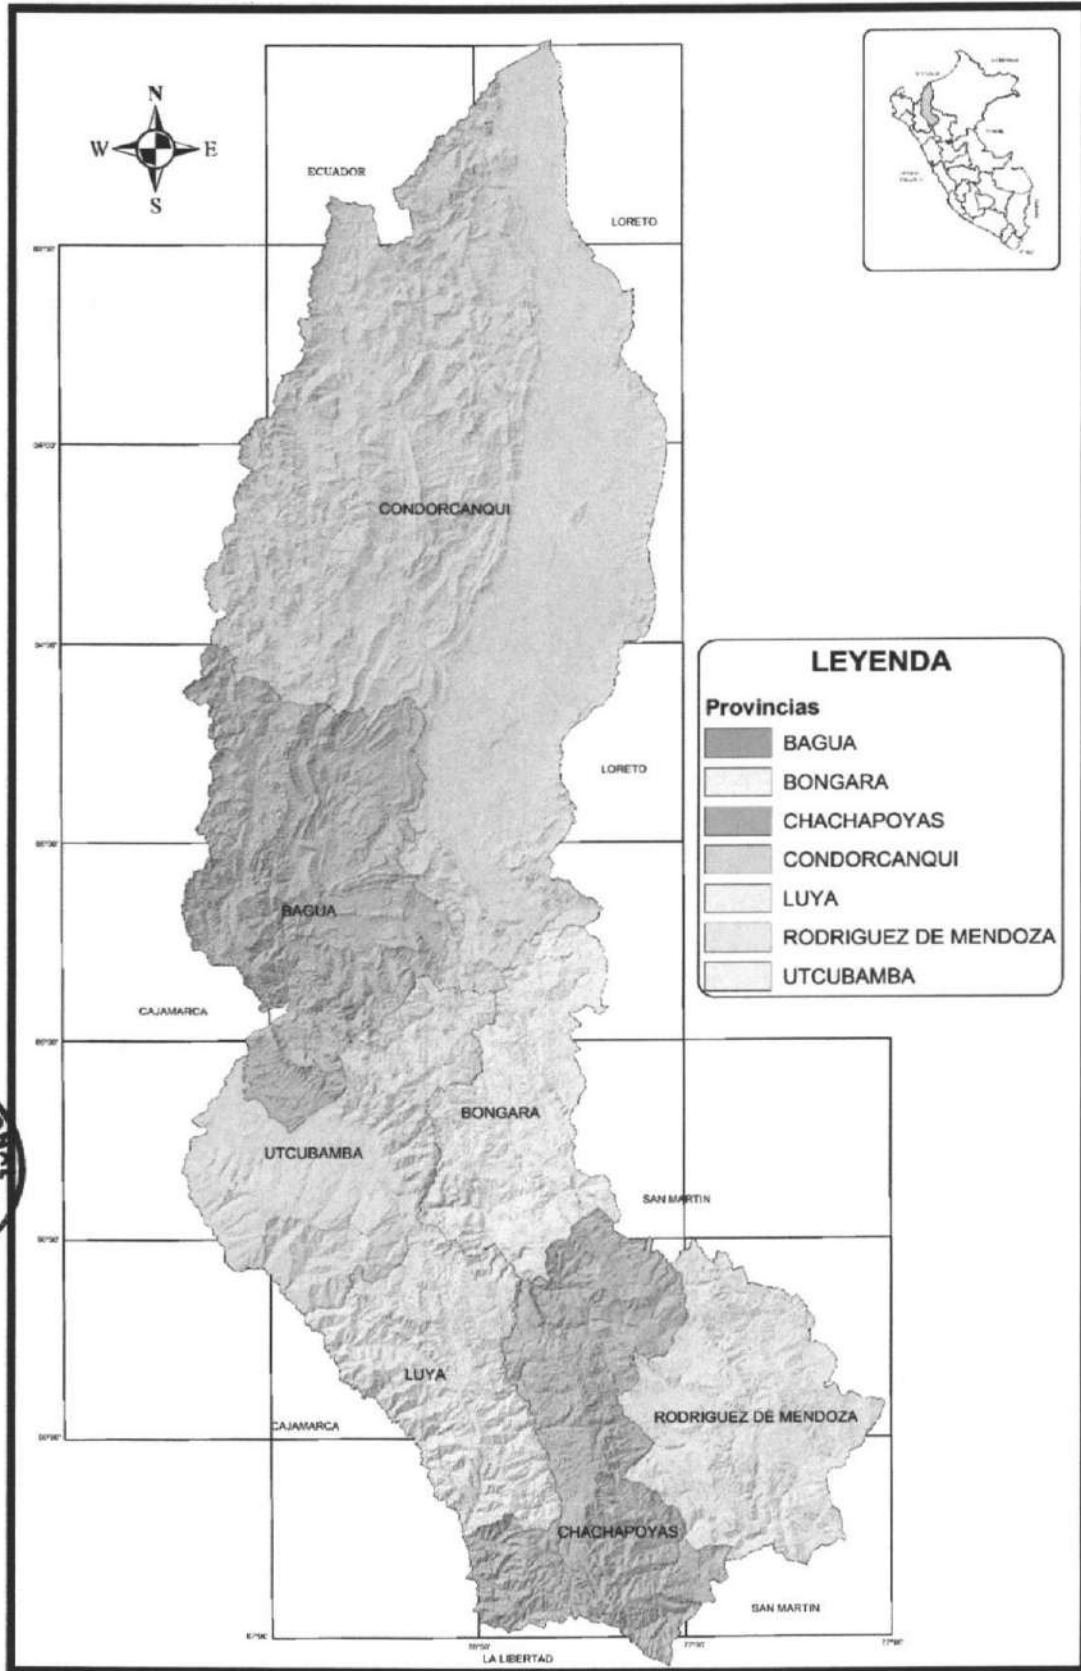 N
W E
S
ECUADOR
LORETO
CONDORCANQUI
LEYENDA
Provincias
BAGUA
BONGARA
CHACHAPOYAS
CONDORCANQUI
LUYA
RODRIGUEZ DE MENDOZA
UTCUBAMBA
LORETO
BAGUA
CAJAMARCA
BONGARA
UTCUBAMBA
SAN MARTIN
LUYA
RODRIGUEZ DE MENDOZA
CAJAMARCA
CHACHAPOYAS
SAN MARTIN
LA LIBERTAD